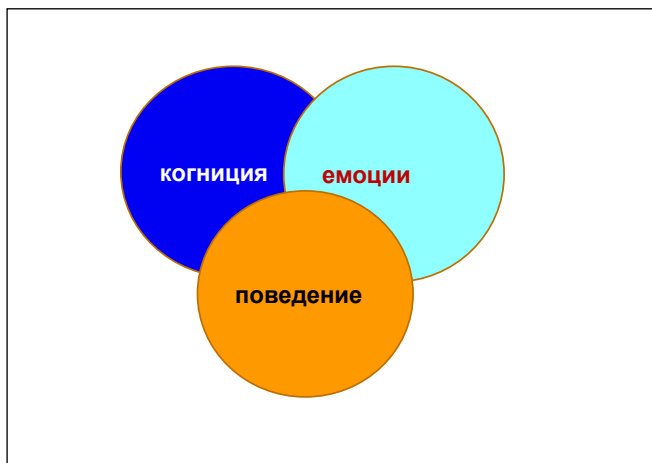 когниция
емоции
поведение